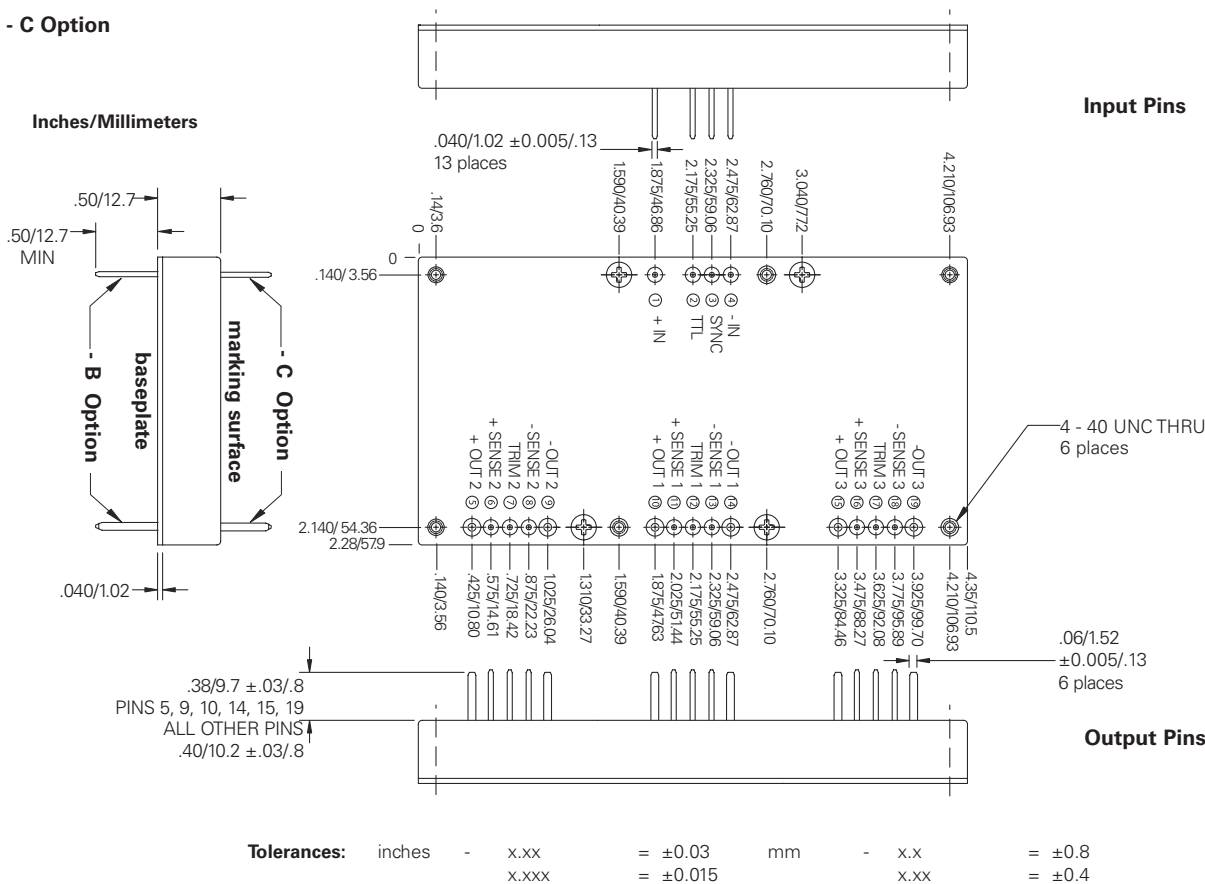 - C Option
Inches/Millimeters
Input Pins
.040/1.02 ±0.005/.13
13 places
.50/12.7
.50/12.7
MIN
0
.14/3.6
1.590/40.39
1.875/46.86
2.175/55.25
2.325/59.06
2.475/62.87
2.760/70.10
3.040/772
4.210/106.93
0
.140/ 3.56
① + IN
② TTL
③ SYNC
④ - IN
- B Option
baseplate
marking surface
- C Option
4 - 40 UNC THRU
6 places
⑤ + OUT 2
⑥ + SENSE 2
⑦ TRIM 2
⑧ - SENSE 2
⑨ - OUT 2
⑩ + OUT 1
⑪ + SENSE 1
⑫ TRIM 1
⑬ - SENSE 1
⑭ - OUT 1
⑮ + OUT 3
⑯ + SENSE 3
⑰ TRIM 3
⑱ - SENSE 3
⑲ -OUT 3
2.140/ 54.36
2.28/57.9
.040/1.02
.140/3.56
.425/10.80
.575/14.61
.725/18.42
.875/22.23
1.025/26.04
1.310/33.27
1.590/40.39
1.875/4763
2.025/51.44
2.175/55.25
2.325/59.06
2.475/62.87
2.760/70.10
3.325/84.46
3.475/88.27
3.625/92.08
3.775/95.89
3.925/99.70
4.210/106.93
4.35/110.5
.06/1.52
±0.005/.13
6 places
.38/9.7 ±.03/.8
PINS 5, 9, 10, 14, 15, 19
ALL OTHER PINS
.40/10.2 ±.03/.8
Output Pins
Tolerances: inches - x.xx = ±0.03 mm - x.x = ±0.8
x.xxx = ±0.015 x.xx = ±0.4